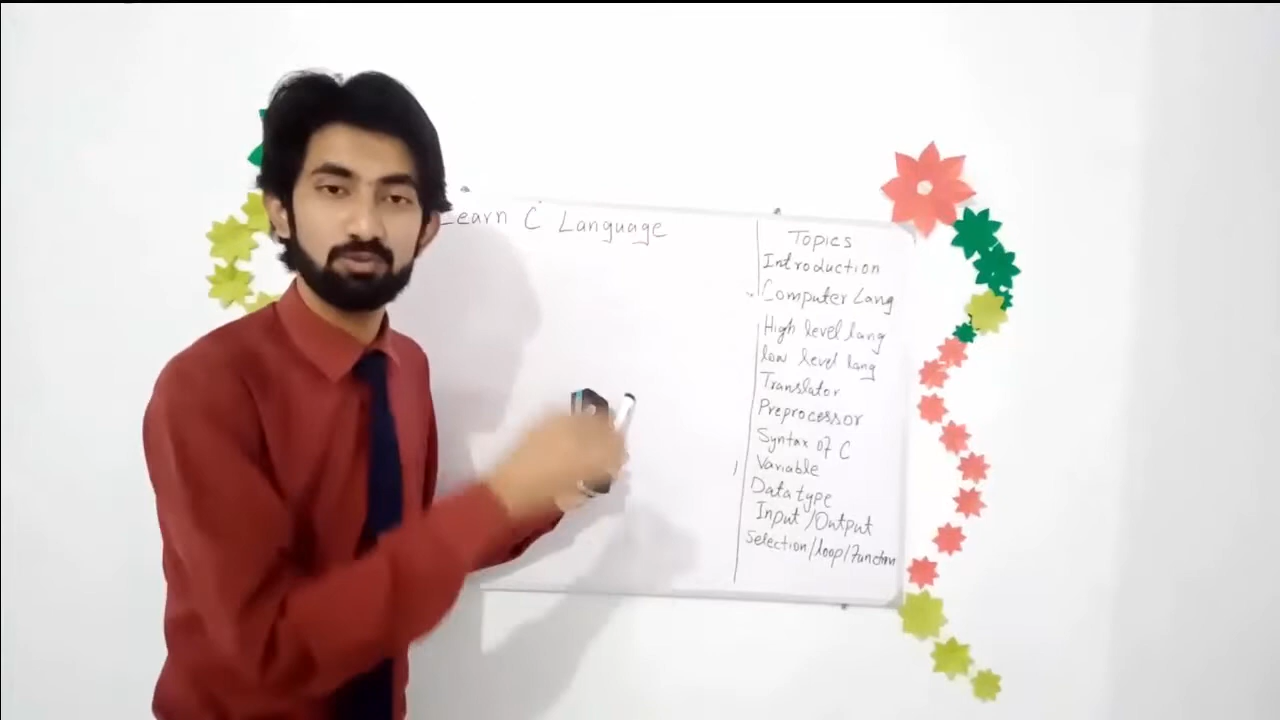 Learn C Language
Topics
Introduction
Computer Lang
High level lang
low level lang
Translator
Preprocessor
Syntax of C
Variable
Data type
Input/Output
Selection/loop/Function